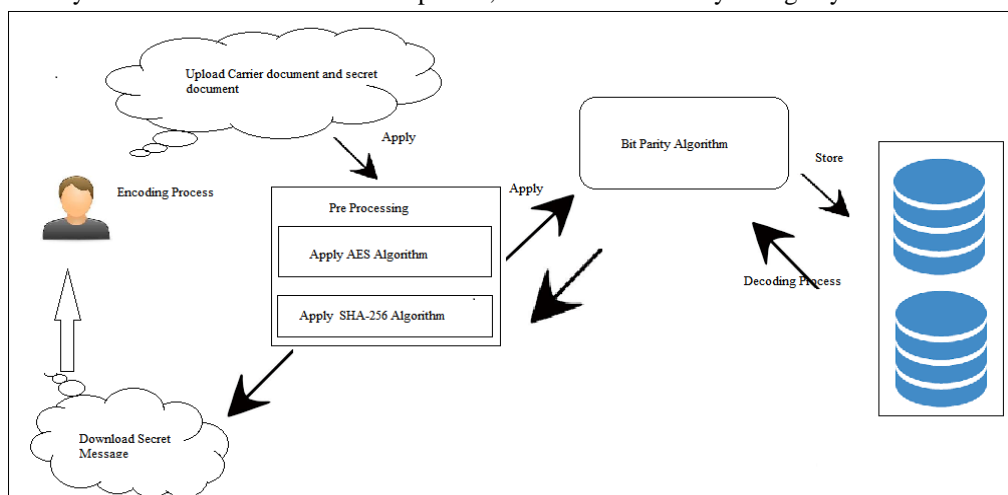 Upload Carrier document and secret
document
Apply
Bit Parity Algorithm
Store
Encoding Process
Apply
Pre Processing
Apply AES Algorithm
Decoding Process
Apply SHA-256 Algorithm
Download Secret
Message